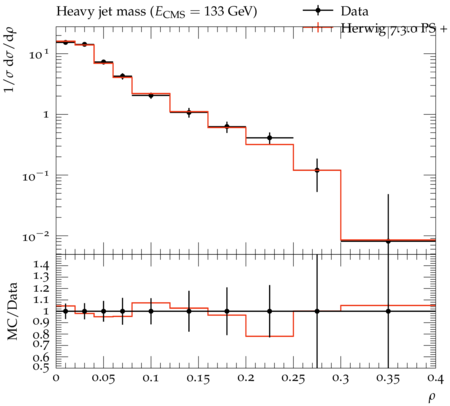 Heavy jet mass (E_CMS = 133 GeV)
Data
Herwig 7.3.0 PS +
1/σ dσ/dρ
10^1
1
10^−1
10^−2
MC/Data
1.4
1.3
1.2
1.1
1
0.9
0.8
0.7
0.6
0.5
0 0.05 0.1 0.15 0.2 0.25 0.3 0.35 0.4
ρ